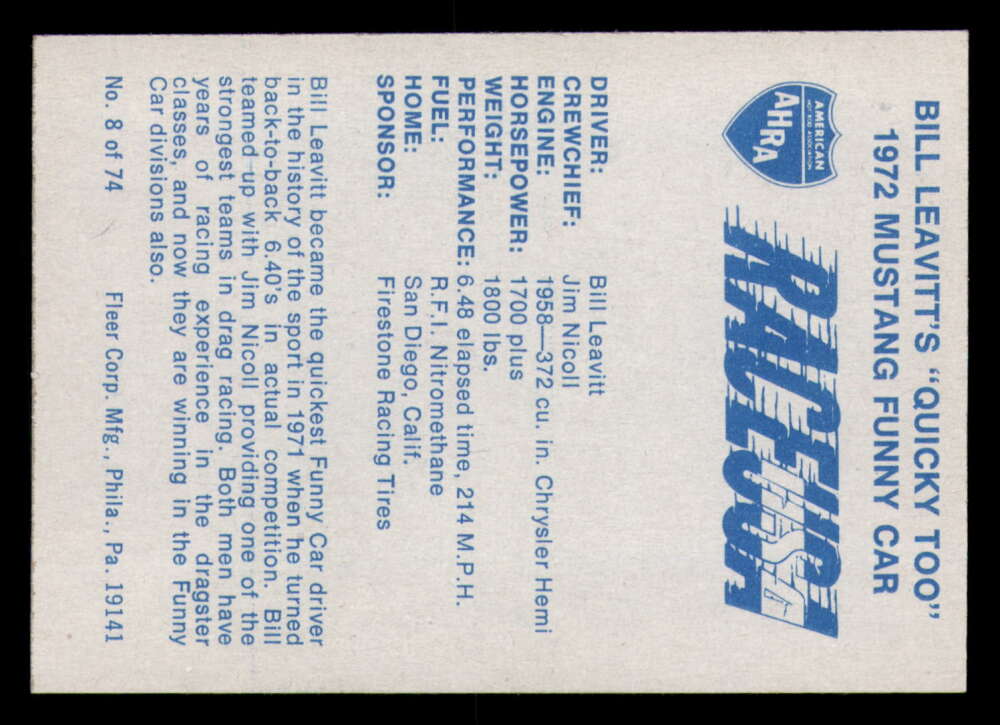 BILL LEAVITT'S "QUICKY TOO"
1972 MUSTANG FUNNY CAR
AMERICAN
HOT ROD ASSOCIATION
AHRA
RACE
USA
DRIVER: Bill Leavitt
CREWCHIEF: Jim Nicoll
ENGINE: 1958—372 cu. in. Chrysler Hemi
HORSEPOWER: 1700 plus
WEIGHT: 1800 lbs.
PERFORMANCE: 6.48 elapsed time, 214 M.P.H.
FUEL: R.F.I. Nitromethane
HOME: San Diego, Calif.
SPONSOR: Firestone Racing Tires
Bill Leavitt became the quickest Funny Car driver
in the history of the sport in 1971 when he turned
back-to-back 6.40's in actual competition. Bill
teamed up with Jim Nicoll providing one of the
strongest teams in drag racing. Both men have
years of racing experience in the dragster
classes, and now they are winning in the Funny
Car divisions also.
No. 8 of 74 Fleer Corp. Mfg., Phila., Pa. 19141